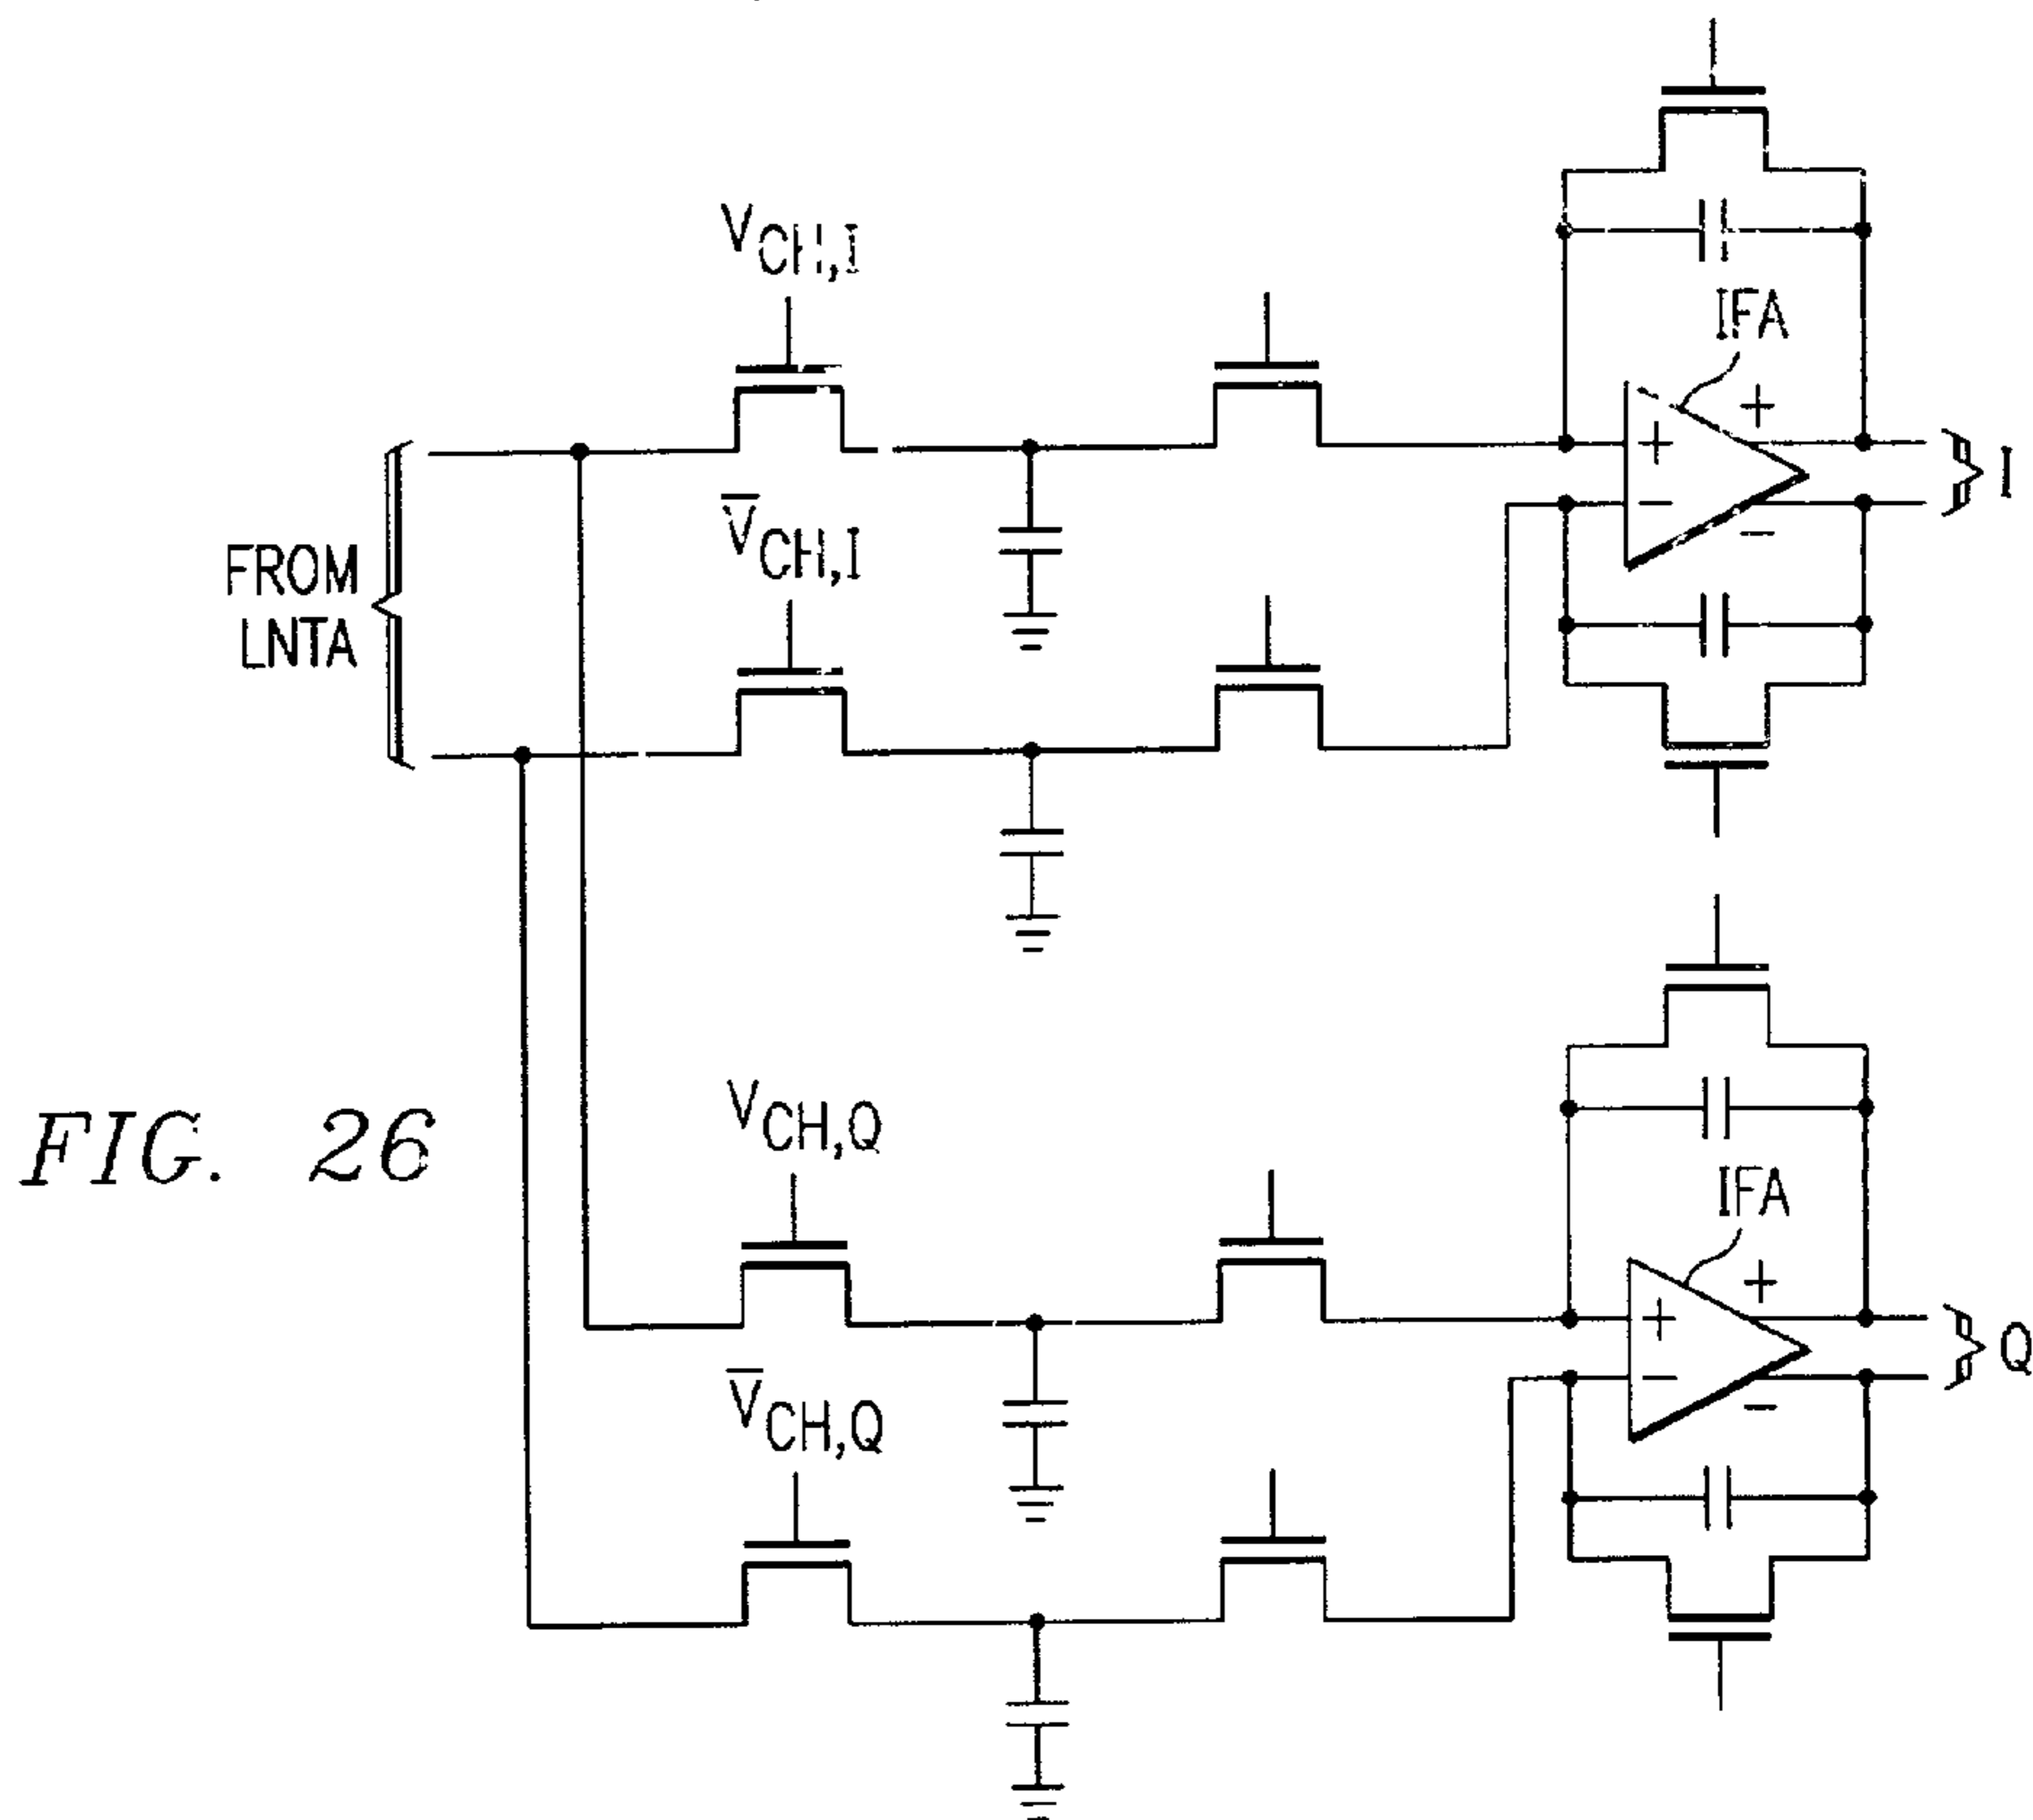 V_CH,I
IFA
+
+
−
−
I
V̅_CH,I
FROM
LNTA
FIG. 26
V_CH,Q
IFA
+
+
−
−
Q
V̅_CH,Q